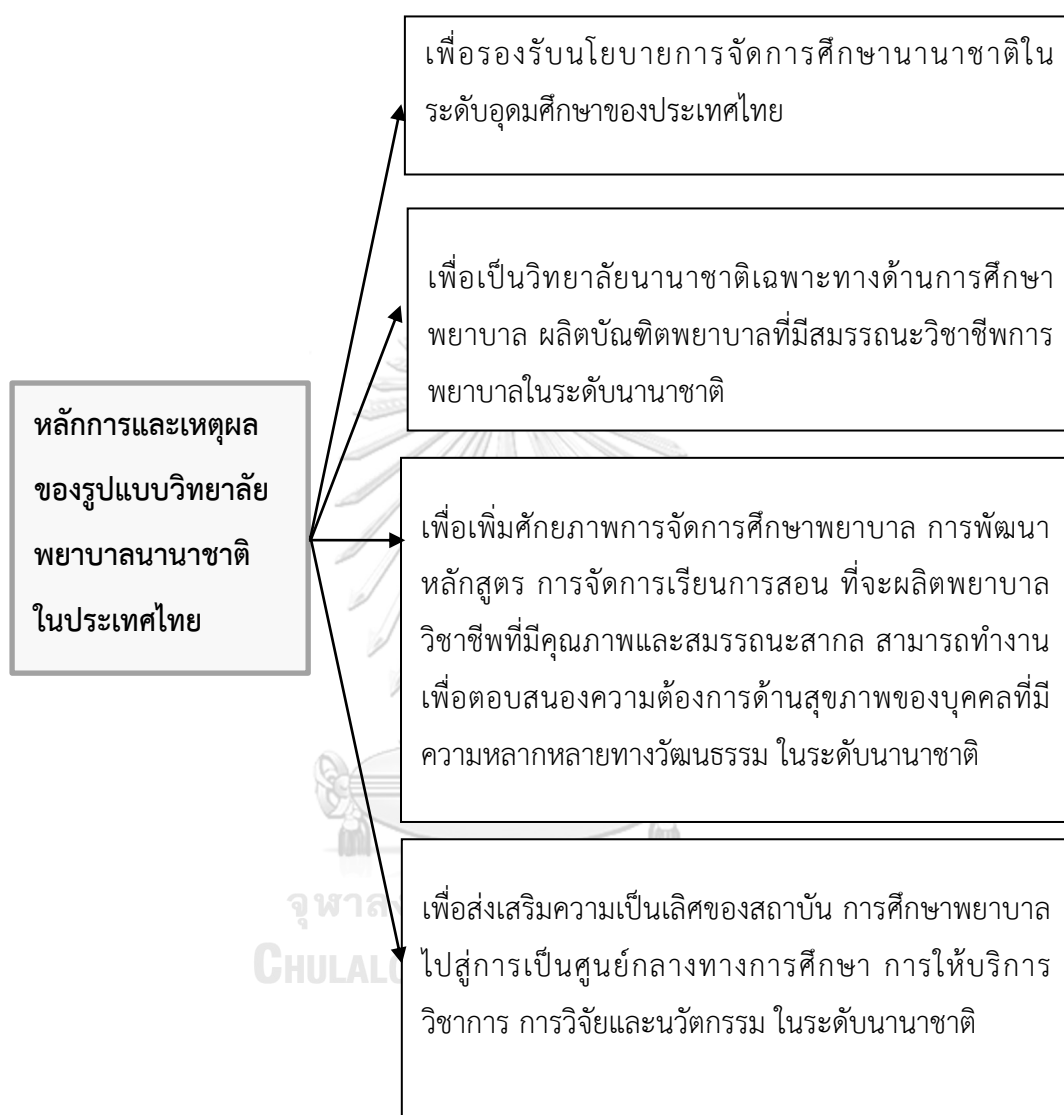 เพื่อรองรับนโยบายการจัดการศึกษานานาชาติใน
ระดับอุดมศึกษาของประเทศไทย
เพื่อเป็นวิทยาลัยนานาชาติเฉพาะทางด้านการศึกษา
พยาบาล ผลิตบัณฑิตพยาบาลที่มีสมรรถนะวิชาชีพการ
พยาบาลในระดับนานาชาติ
หลักการและเหตุผล
ของรูปแบบวิทยาลัย
พยาบาลนานาชาติ
ในประเทศไทย
เพื่อเพิ่มศักยภาพการจัดการศึกษาพยาบาล การพัฒนา
หลักสูตร การจัดการเรียนการสอน ที่จะผลิตพยาบาล
วิชาชีพที่มีคุณภาพและสมรรถนะสากล สามารถทำงาน
เพื่อตอบสนองความต้องการด้านสุขภาพของบุคคลที่มี
ความหลากหลายทางวัฒนธรรม ในระดับนานาชาติ
เพื่อส่งเสริมความเป็นเลิศของสถาบัน การศึกษาพยาบาล
ไปสู่การเป็นศูนย์กลางทางการศึกษา การให้บริการ
วิชาการ การวิจัยและนวัตกรรม ในระดับนานาชาติ